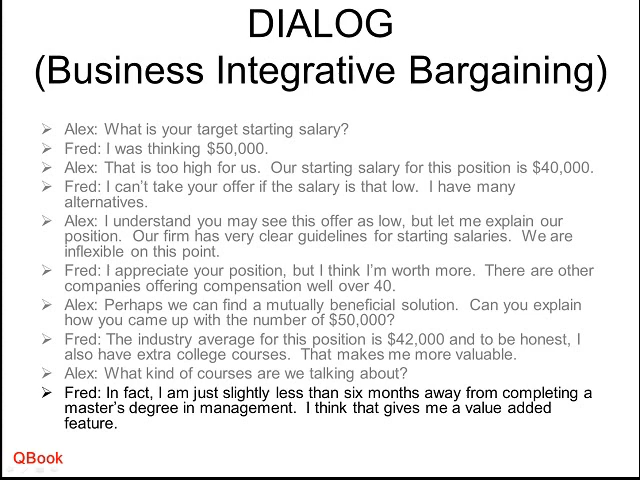 DIALOG
(Business Integrative Bargaining)
Alex: What is your target starting salary?
Fred: I was thinking $50,000.
Alex: That is too high for us. Our starting salary for this position is $40,000.
Fred: I can't take your offer if the salary is that low. I have many
alternatives.
Alex: I understand you may see this offer as low, but let me explain our
position. Our firm has very clear guidelines for starting salaries. We are
inflexible on this point.
Fred: I appreciate your position, but I think I'm worth more. There are other
companies offering compensation well over 40.
Alex: Perhaps we can find a mutually beneficial solution. Can you explain
how you came up with the number of $50,000?
Fred: The industry average for this position is $42,000 and to be honest, I
also have extra college courses. That makes me more valuable.
Alex: What kind of courses are we talking about?
Fred: In fact, I am just slightly less than six months away from completing a
master's degree in management. I think that gives me a value added
feature.
QBook